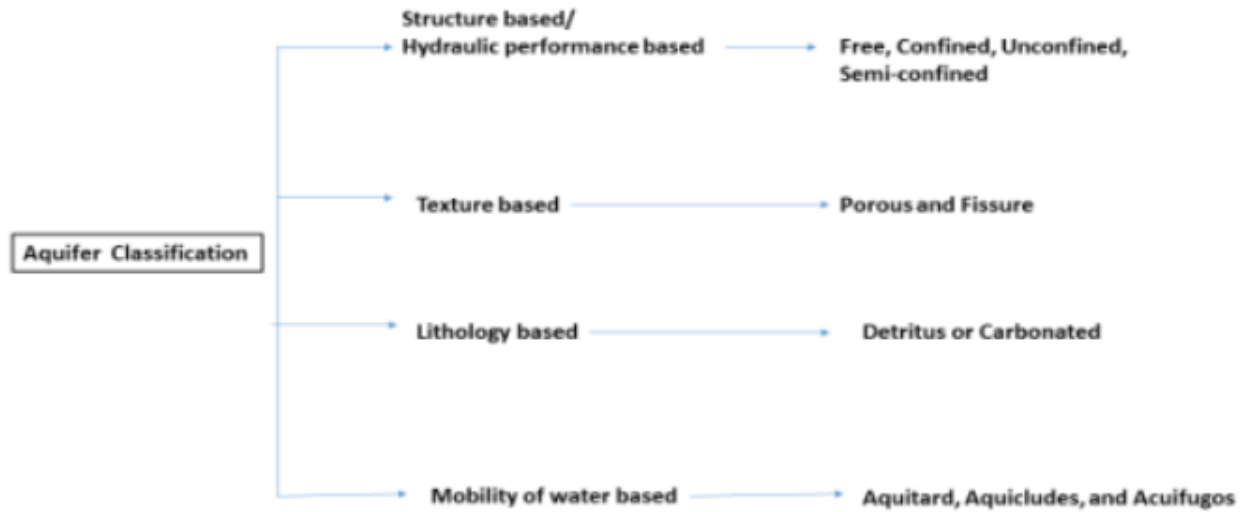 Aquifer Classification
Structure based/
Hydraulic performance based
Free, Confined, Unconfined,
Semi-confined
Texture based
Porous and Fissure
Lithology based
Detritus or Carbonated
Mobility of water based
Aquitard, Aquicludes, and Acuifugos